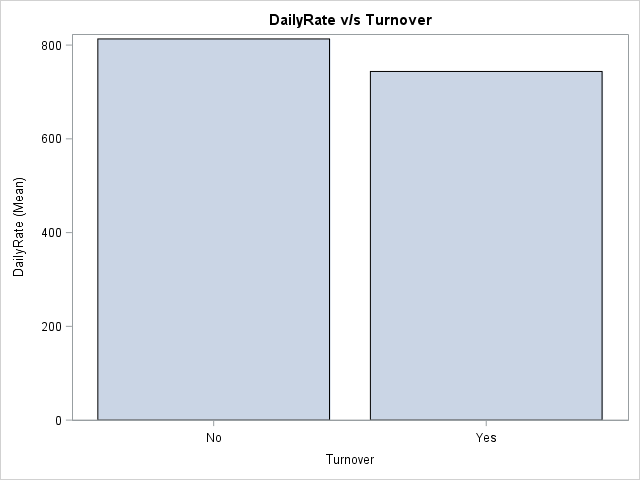 DailyRate v/s Turnover
800
600
400
200
0
DailyRate (Mean)
No
Yes
Turnover